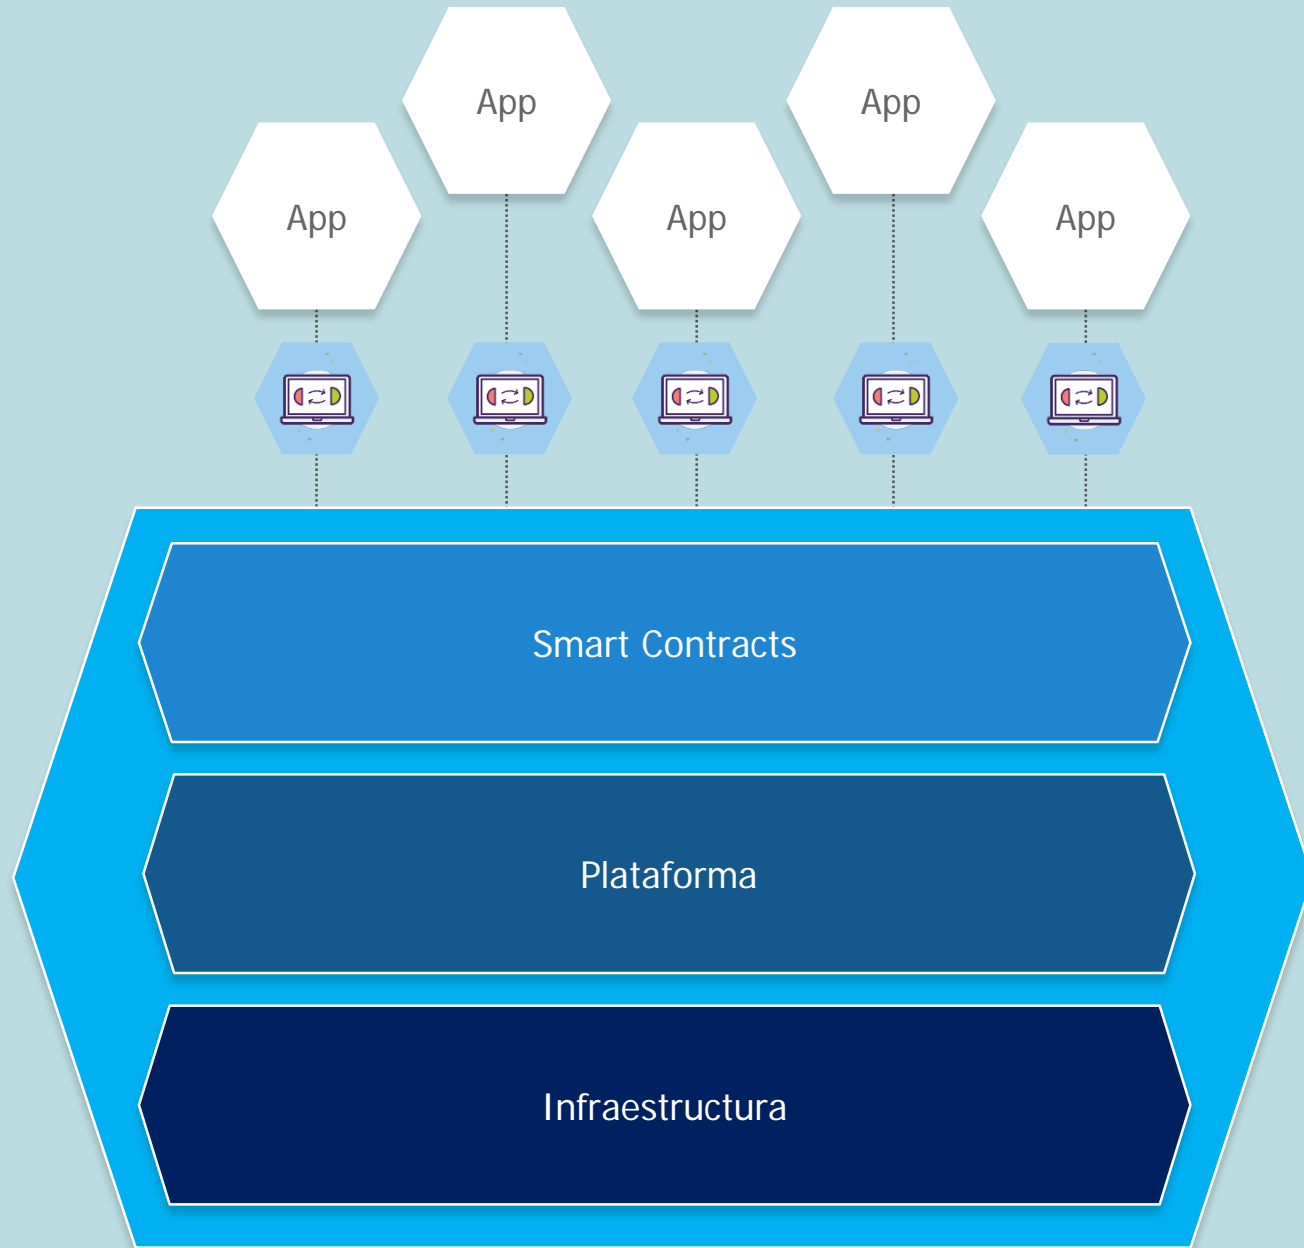 App
App
App
App
App
Smart Contracts
Plataforma
Infraestructura